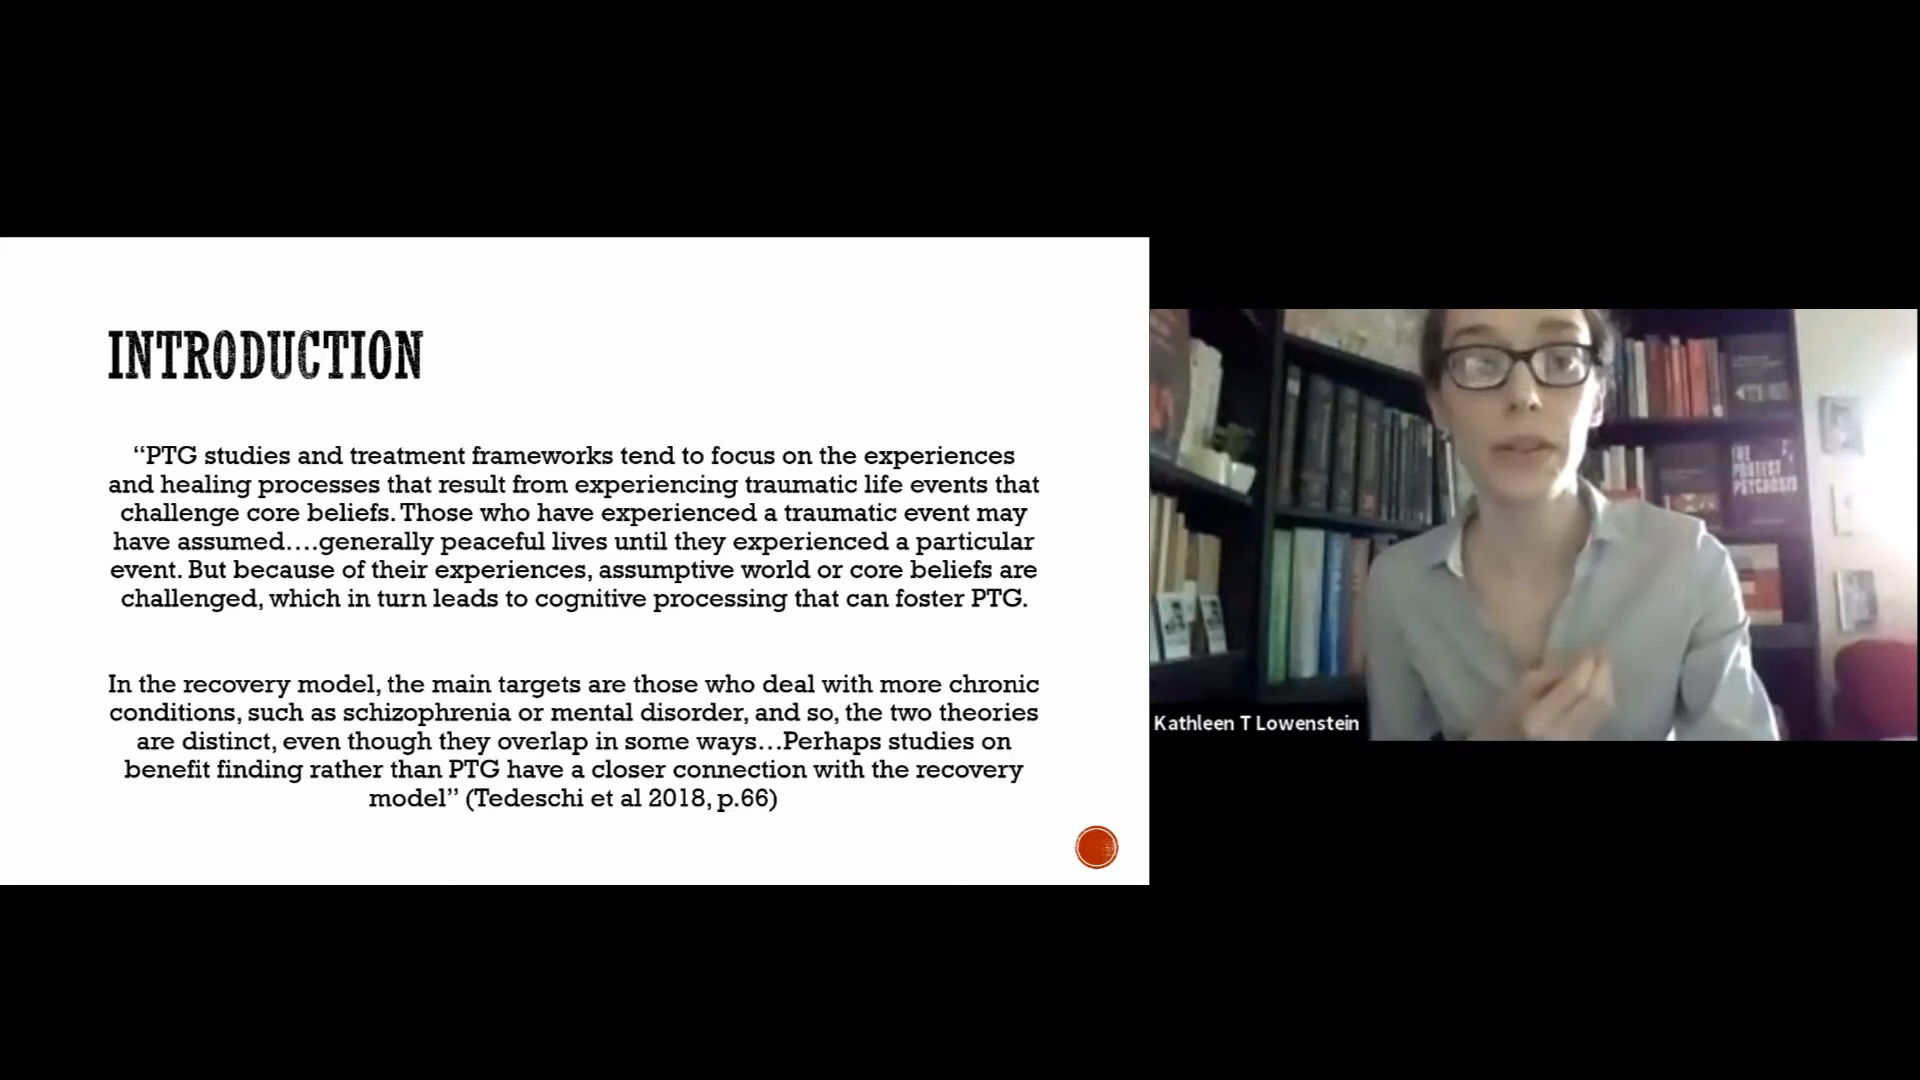 INTRODUCTION
“PTG studies and treatment frameworks tend to focus on the experiences
and healing processes that result from experiencing traumatic life events that
challenge core beliefs. Those who have experienced a traumatic event may
have assumed….generally peaceful lives until they experienced a particular
event. But because of their experiences, assumptive world or core beliefs are
challenged, which in turn leads to cognitive processing that can foster PTG.
In the recovery model, the main targets are those who deal with more chronic
conditions, such as schizophrenia or mental disorder, and so, the two theories
are distinct, even though they overlap in some ways…Perhaps studies on
benefit finding rather than PTG have a closer connection with the recovery
model” (Tedeschi et al 2018, p.66)
THE
PROTEST
PSYCHOSIS
Kathleen T Lowenstein